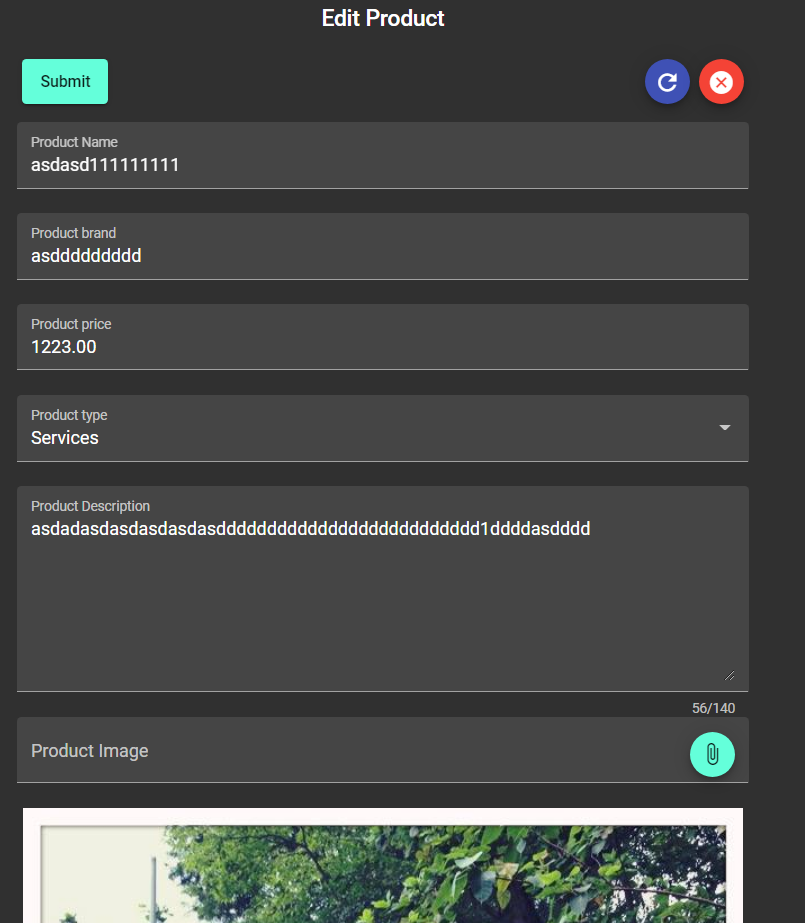 Edit Product
Submit
Product Name
asdasd111111111
Product brand
asddddddddd
Product price
1223.00
Product type
Services
Product Description
asdadasdasdasdasdasdddddddddddddddddddddddddd1ddddasdddd
56/140
Product Image